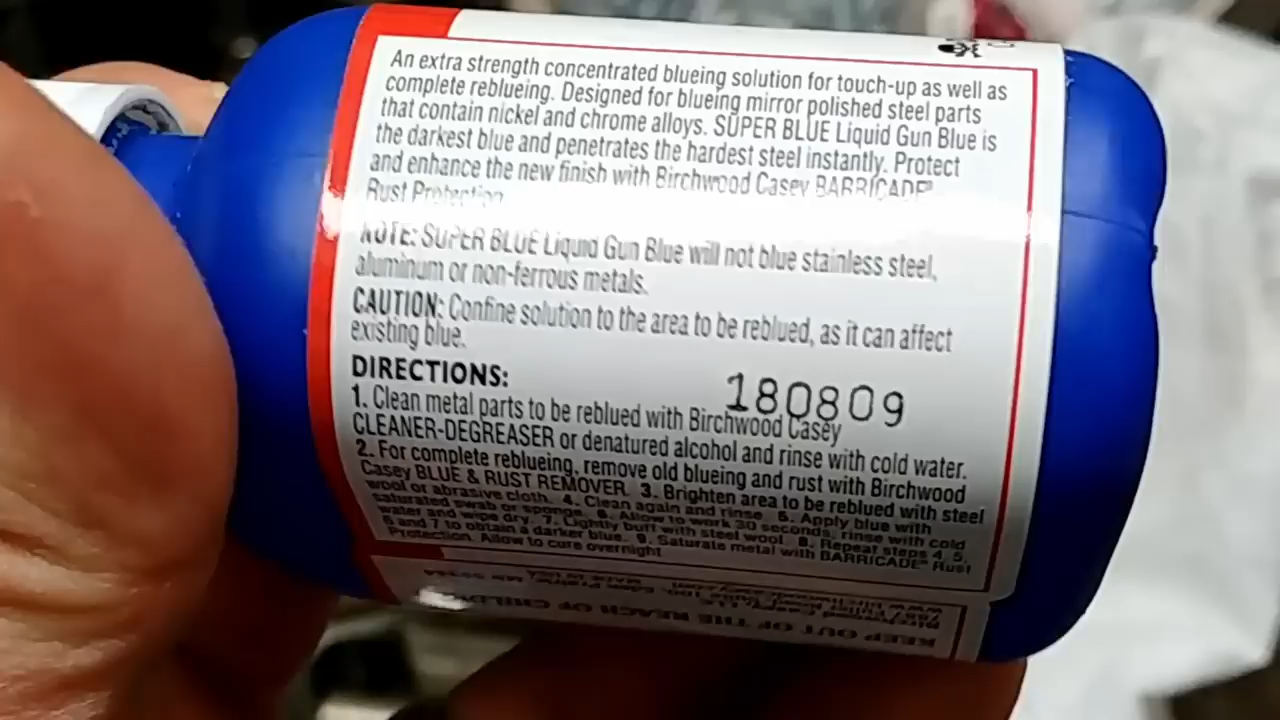 An extra strength concentrated blueing solution for touch-up as well as
complete reblueing. Designed for blueing mirror polished steel parts
that contain nickel and chrome alloys. SUPER BLUE Liquid Gun Blue is
the darkest blue and penetrates the hardest steel instantly. Protect
and enhance the new finish with Birchwood Casey BARRICADE®
Rust Protection
NOTE: SUPER BLUE Liquid Gun Blue will not blue stainless steel,
aluminum or non-ferrous metals.
CAUTION: Confine solution to the area to be reblued, as it can affect
existing blue.
DIRECTIONS:
180809
1. Clean metal parts to be reblued with Birchwood Casey
CLEANER-DEGREASER or denatured alcohol and rinse with cold water.
2. For complete reblueing, remove old blueing and rust with Birchwood
Casey BLUE & RUST REMOVER. 3. Brighten area to be reblued with steel
wool or abrasive cloth. 4. Clean again and rinse. 5. Apply blue with
saturated swab or sponge. 6. Allow to work 30 seconds; rinse with cold
water and wipe dry. 7. Lightly buff with steel wool. 8. Repeat steps 4, 5,
6 and 7 to obtain a darker blue. 9. Saturate metal with BARRICADE® Rust
Protection. Allow to cure overnight
KEEP OUT OF THE REACH OF